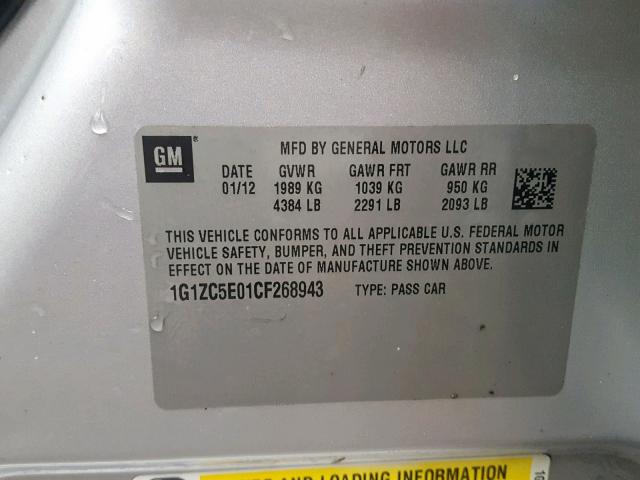 GM
®
MFD BY GENERAL MOTORS LLC
DATE GVWR GAWR FRT GAWR RR
01/12 1989 KG 1039 KG 950 KG
4384 LB 2291 LB 2093 LB
THIS VEHICLE CONFORMS TO ALL APPLICABLE U.S. FEDERAL MOTOR
VEHICLE SAFETY, BUMPER, AND THEFT PREVENTION STANDARDS IN
EFFECT ON THE DATE OF MANUFACTURE SHOWN ABOVE.
1G1ZC5E01CF268943 TYPE: PASS CAR
AND LOADING INFORMATION